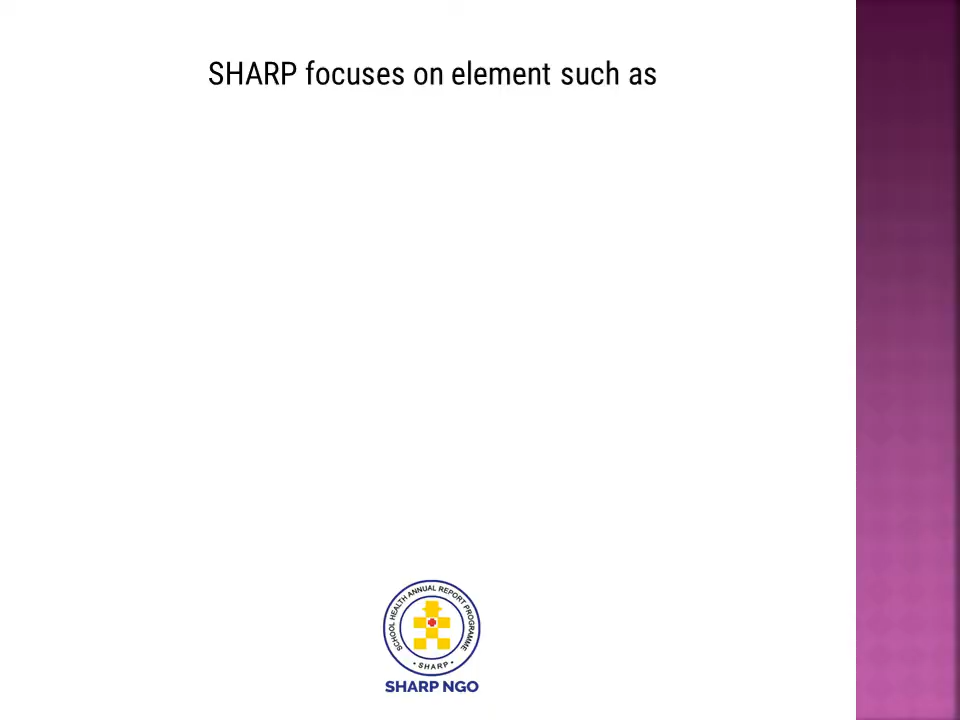 SHARP focuses on element such as
SCHOOL HEALTH ANNUAL REPORT PROGRAMME
• SHARP •
SHARP NGO